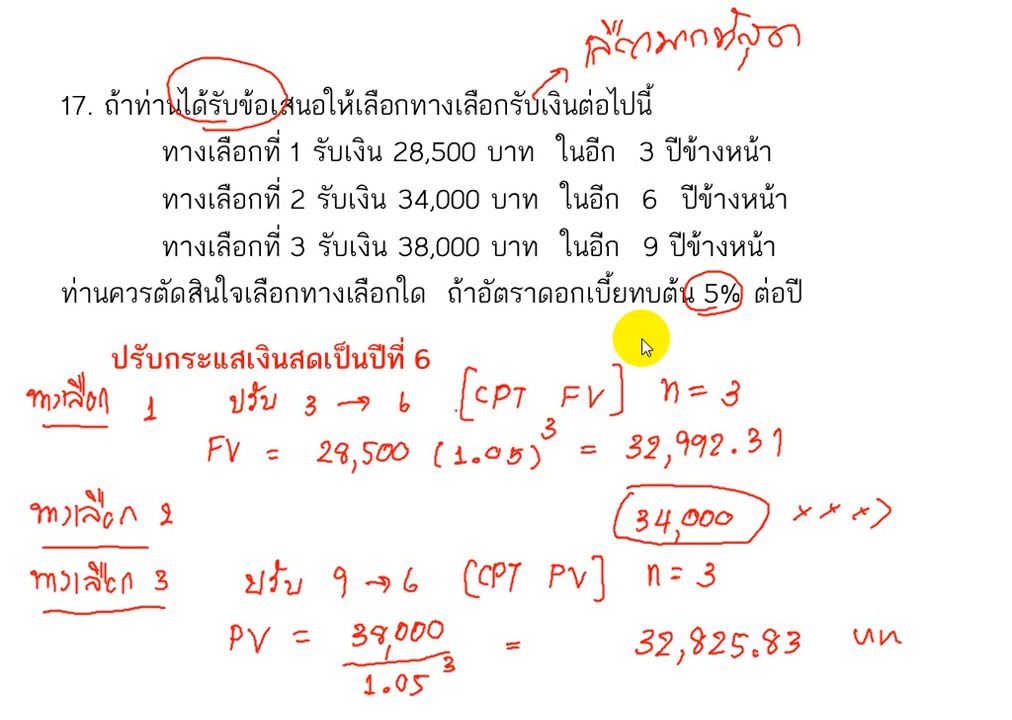 เลือกมากที่สุด
17. ถ้าท่านได้รับข้อเสนอให้เลือกทางเลือกรับเงินต่อไปนี้
ทางเลือกที่ 1 รับเงิน 28,500 บาท ในอีก 3 ปีข้างหน้า
ทางเลือกที่ 2 รับเงิน 34,000 บาท ในอีก 6 ปีข้างหน้า
ทางเลือกที่ 3 รับเงิน 38,000 บาท ในอีก 9 ปีข้างหน้า
ท่านควรตัดสินใจเลือกทางเลือกใด ถ้าอัตราดอกเบี้ยทบต้น 5% ต่อปี
ปรับกระแสเงินสดเป็นปีที่ 6
ทางเลือก 1 ปรับ 3 → 6 [CPT FV] n = 3
FV = 28,500 (1.05)³ = 32,992.31
ทางเลือก 2 34,000 × × ×
ทางเลือก 3 ปรับ 9 → 6 [CPT PV] n = 3
PV = 38,000 / 1.05³ = 32,825.83 บาท